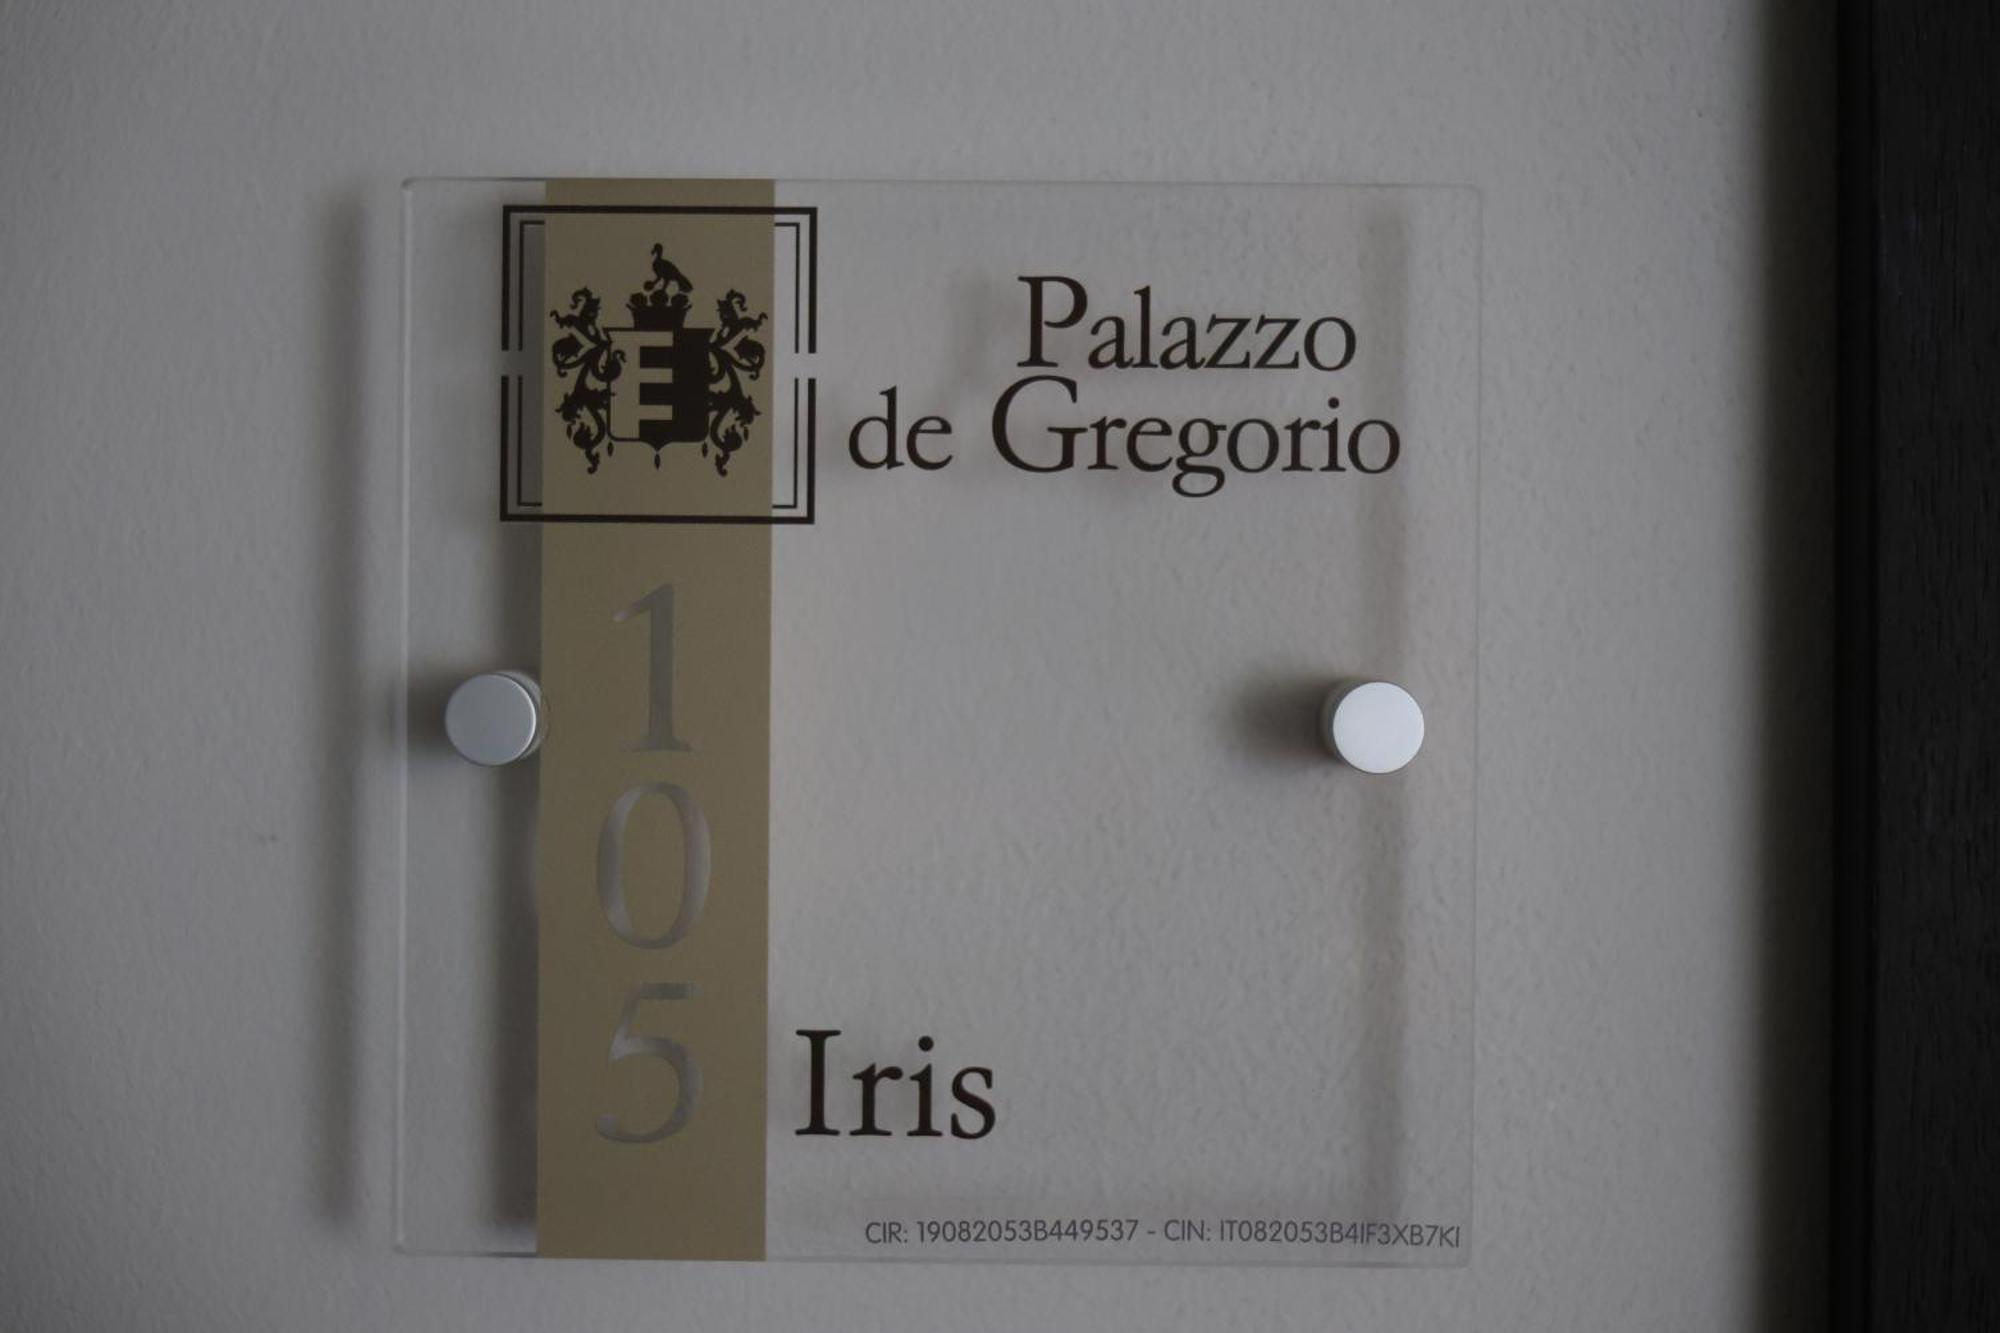 Palazzo
de Gregorio
105
Iris
CIR: 19082053B449537 - CIN: IT082053B4IF3XB7KI